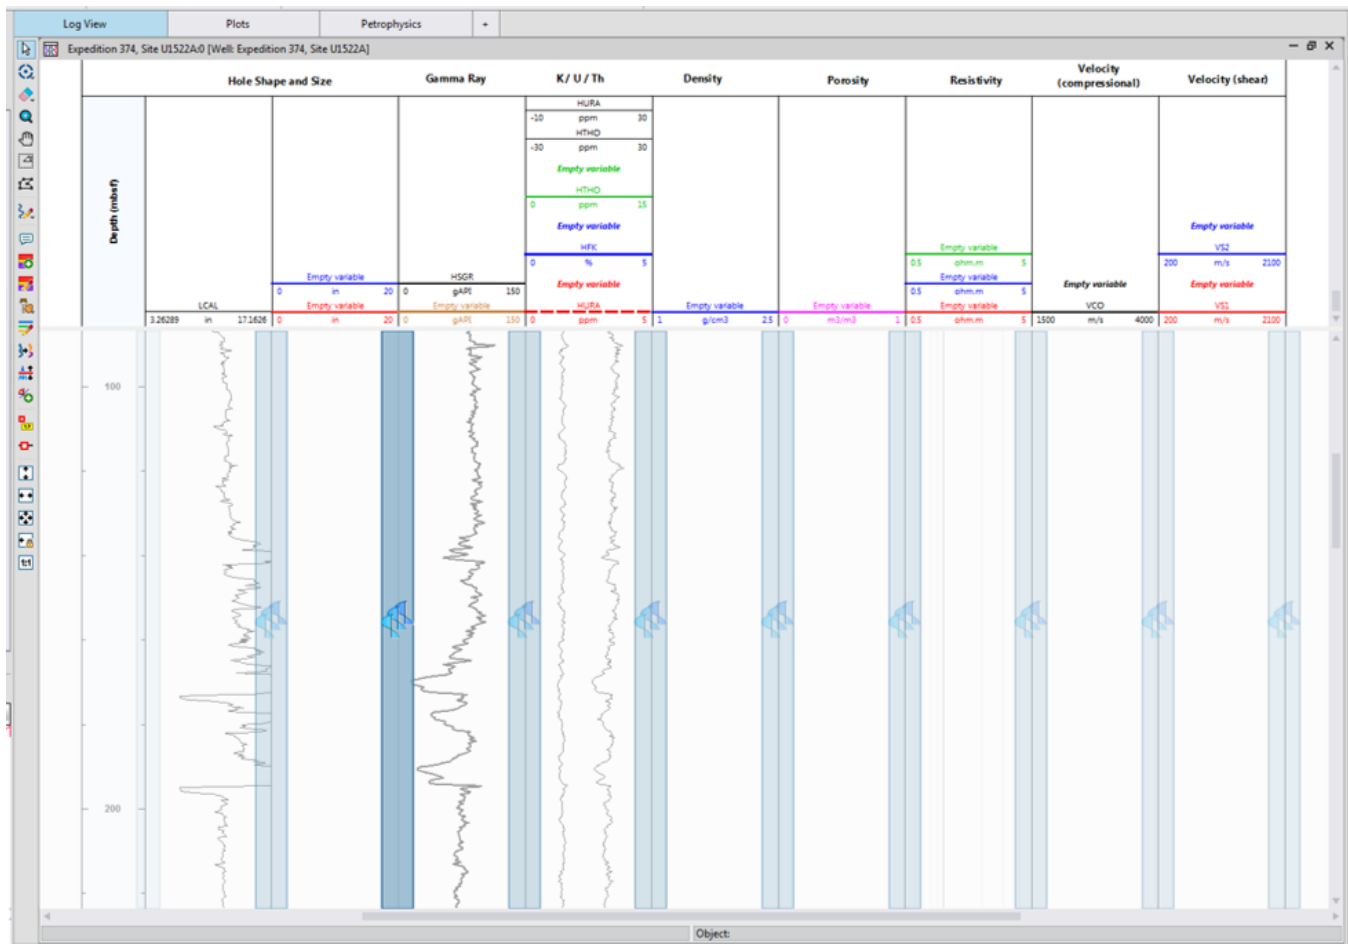 Log View Plots Petrophysics +
Expedition 374, Site U1522A:0 [Well: Expedition 374, Site U1522A]
Hole Shape and Size Gamma Ray K / U / Th Density Porosity Resistivity Velocity (compressional) Velocity (shear)
Depth (mbsf)
LCAL
3.26289 in 17.1626
Empty variable
0 in 20
Empty variable
0 in 20
HSGR
0 gAPI 150
Empty variable
0 gAPI 150
HURA
-10 ppm 30
HTHO
-30 ppm 30
Empty variable
HTHO
0 ppm 15
Empty variable
HFK
0 % 5
Empty variable
HURA
0 ppm 5
Empty variable
1 g/cm3 2.5
Empty variable
0 m3/m3 1
Empty variable
0.5 ohm.m 5
Empty variable
0.5 ohm.m 5
Empty variable
0.5 ohm.m 5
Empty variable
VCO
1500 m/s 4000
Empty variable
VS2
200 m/s 2100
Empty variable
VS1
200 m/s 2100
100
200
1:1
Object: